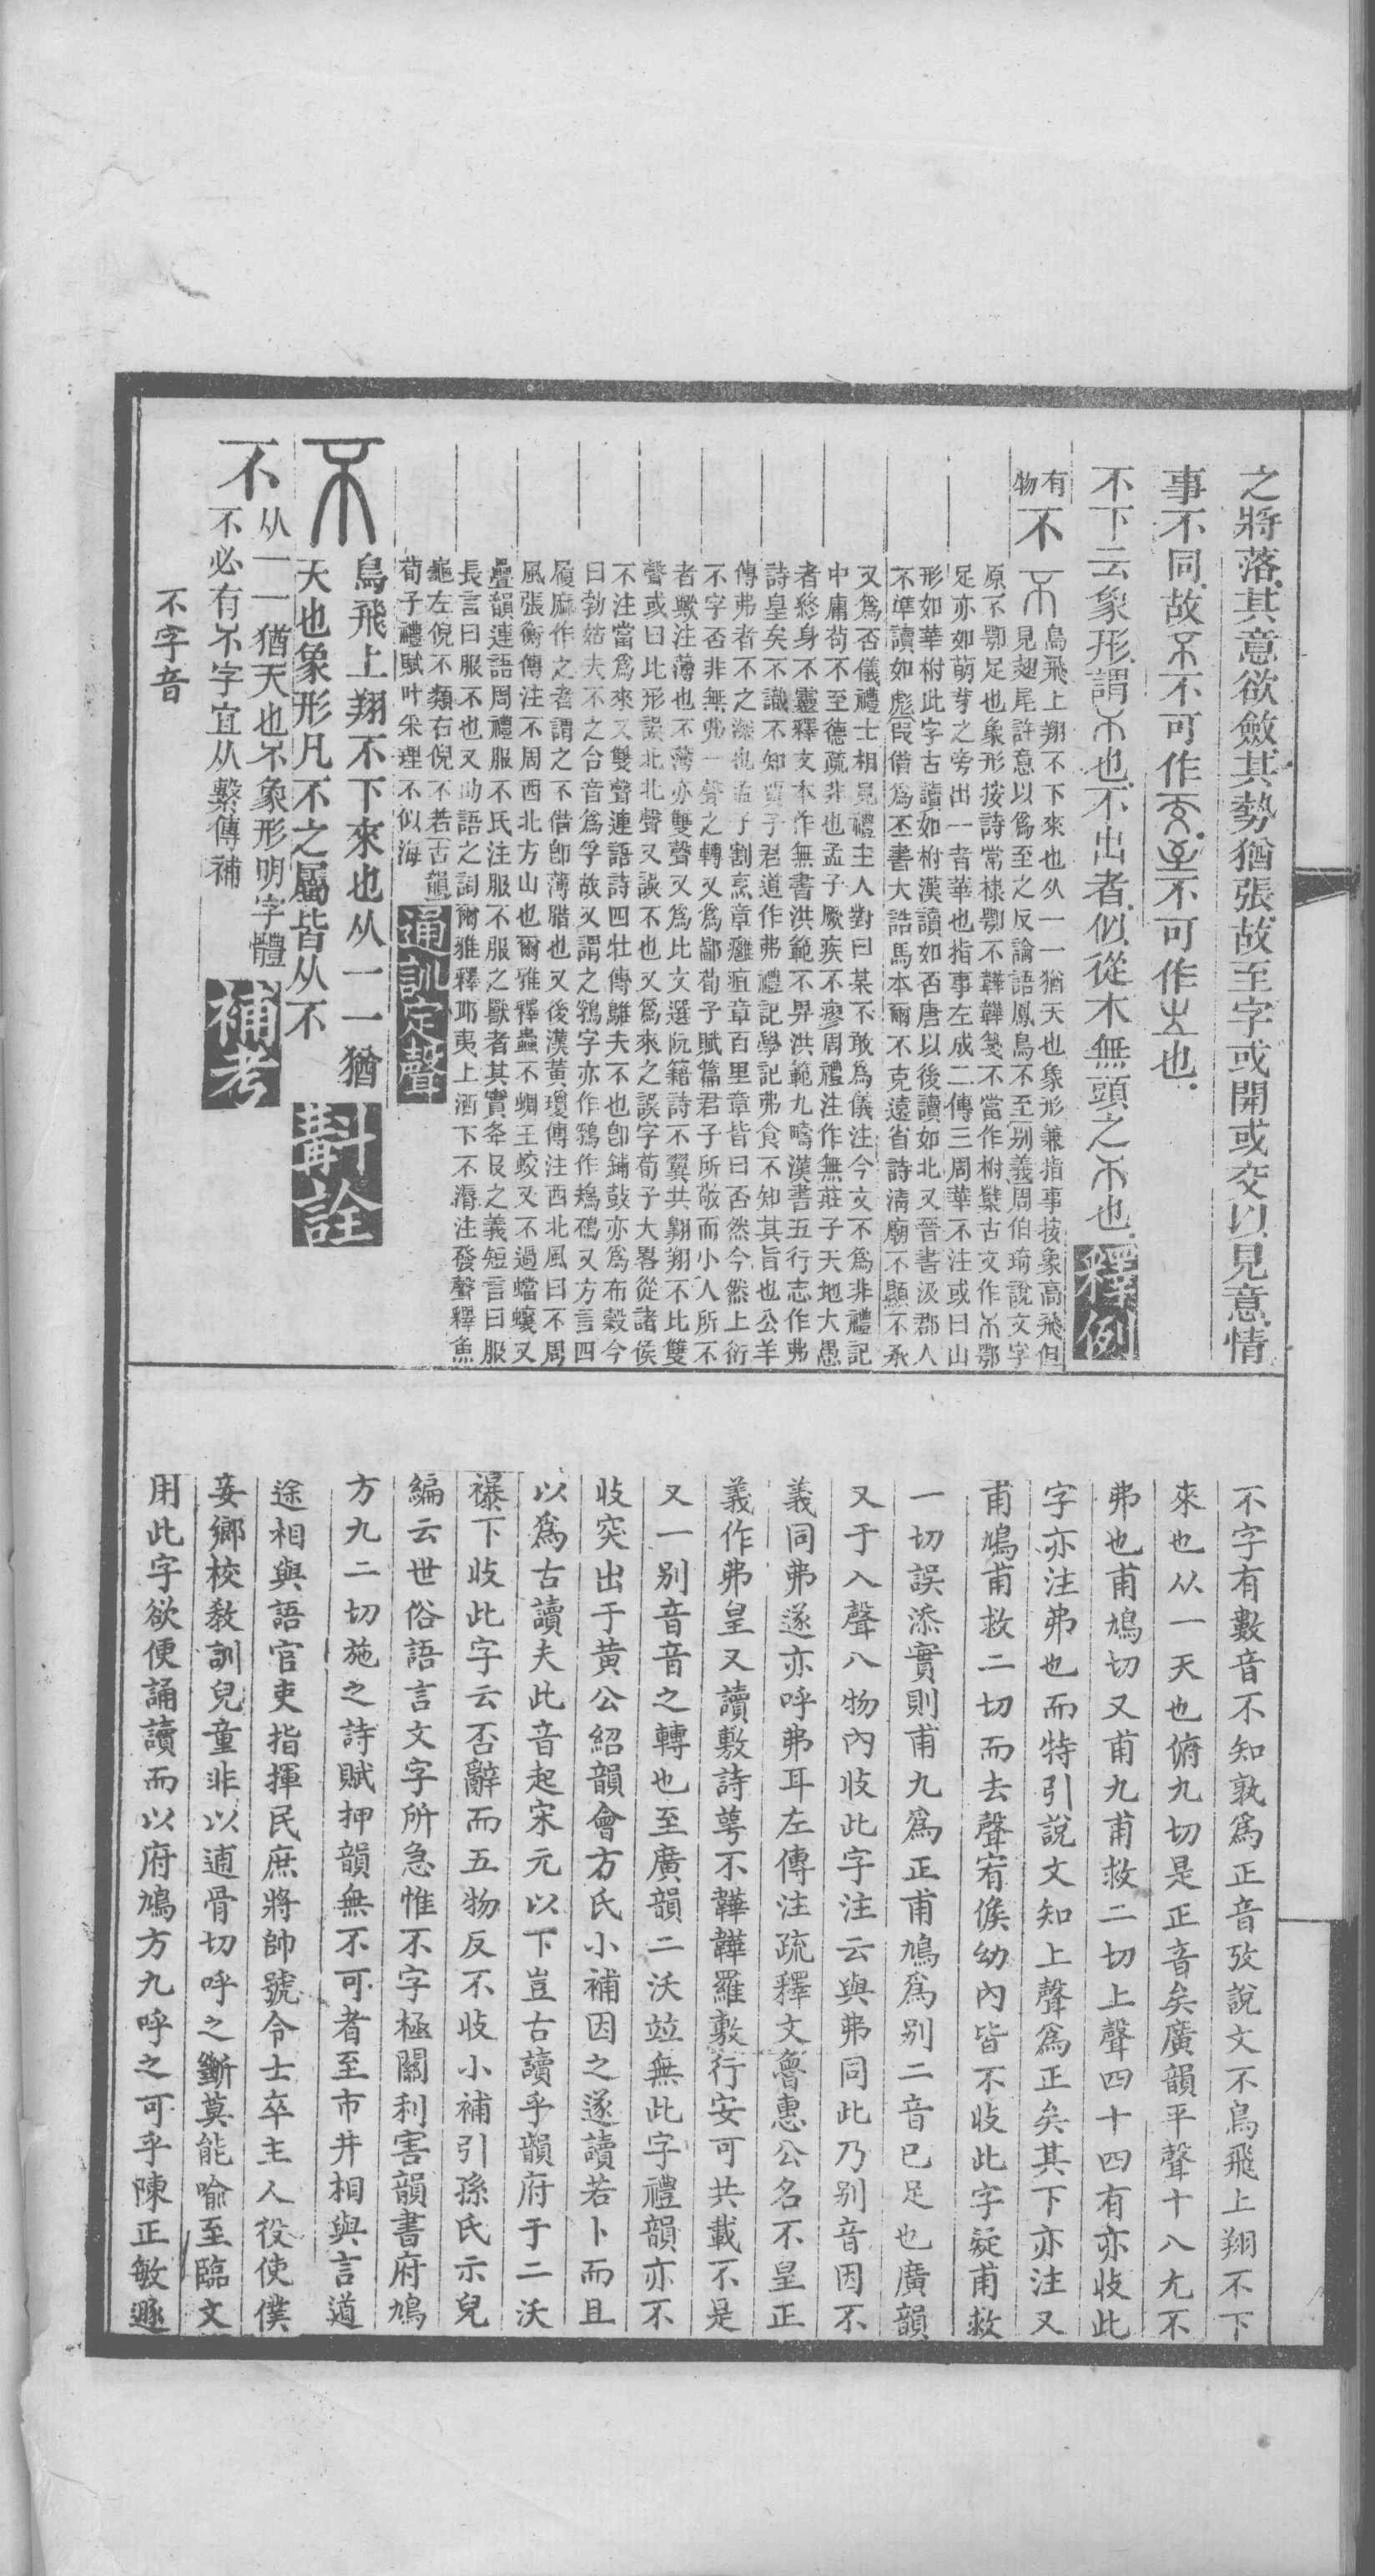 之將落其意欲斂其勢猶張故至字或開或交以見意情
事不同故不可作不可作也
不下云象形謂也不出者似從木無頭之也釋例
有物
不
鳥飛上翔不下來也从一一猶天也象形兼指事按象高飛但
見翅尾許意以爲至之反論語鳳鳥不至別義周伯琦說文字
原不鄂足也象形按詩常棣鄂不韡韡箋不當作柎古文作鄂
足亦如萌芽之旁出一者華也指事左成二傳三周華不注或曰山
形如華柎此字古讀如柎漢讀如否唐以後讀如北又晉書汲郡人
不準讀如彪假借爲丕書大誥馬本爾不克遠省詩淸廟不顯不承
又爲否儀禮士相見禮主人對曰某不敢爲儀注今文不爲非禮記
中庸苟不至德疏非也孟子厥疾不瘳周禮注作無莊子天地大愚
者終身不靈釋文本作無書洪範不畀洪範九疇漢書五行志作弗
詩皇矣不識不知賈子君道作弗禮記學記弗食不知其旨也公羊
傳弗者不之深也孟子割烹章癰疽章百里章皆曰否然今然上衍
不字否非無弗一聲之轉又爲鄙荀子賦篇君子所敬而小人所不
者歟注薄也不薄亦雙聲又爲比文選阮籍詩不翼共翱翔不比雙
聲或曰比形誤北北聲又誤不也又爲來之誤字荀子大畧從諸侯
不注當爲來又雙聲連語詩四牡傳鵻夫不也卽鋪鼓亦爲布穀今
曰勃姑夫不之合音爲孚故又謂之鶏字亦作鴀作鳺又方言四
屨麻作之者謂之不借卽薄腊也又後漢黃瓊傳注西北風曰不周
風張衡傳注不周西北方山也爾雅釋蟲不蜩王蚥又不過蟷蠰又
疊韻連語周禮服不氏注服不服之獸者其實夆之義短言曰服
長言曰服不也又助語之詞爾雅釋邱夷上洒下不漘注發聲釋魚
龜左倪不類右倪不若古韻
荀子禮賦叶采理不似海
通訓定聲
鳥飛上翔不下來也从一一猶
天也象形凡不之屬皆从不
斠詮
不
从一一猶天也不象形明字體
不必有不字宜从繫傳補
補考
不字音
不字有數音不知孰爲正音攷說文不鳥飛上翔不下
來也从一天也俯九切是正音矣廣韻平聲十八尤不
弗也甫鳩切又甫九甫救二切上聲四十四有亦收此
字亦注弗也而特引說文知上聲爲正矣其下亦注又
甫鳩甫救二切而去聲宥候幼內皆不收此字疑甫救
一切誤添實則甫九爲正甫鳩爲別二音已足也廣韻
又于入聲八物內收此字注云與弗同此乃別音因不
義同弗遂亦呼弗耳左傳注疏釋文魯惠公名不皇正
義作弗皇又讀敷詩萼不韡韡羅敷行安可共載不是
又一別音音之轉也至廣韻二沃竝無此字禮韻亦不
收突出于黃公紹韻會方氏小補因之遂讀若卜而且
以爲古讀夫此音起宋元以下豈古讀乎韻府于二沃
襮下收此字云否辭而五物反不收小補引孫氏示兒
編云世俗語言文字所急惟不字極關利害韻書府鳩
方九二切施之詩賦押韻無不可者至市井相與言道
途相與語官吏指揮民庶將帥號令士卒主人役使僕
妾鄉校敎訓兒童非以逋骨切呼之斷莫能喻至臨文
用此字欲便誦讀而以府鳩方九呼之可乎陳正敏遯